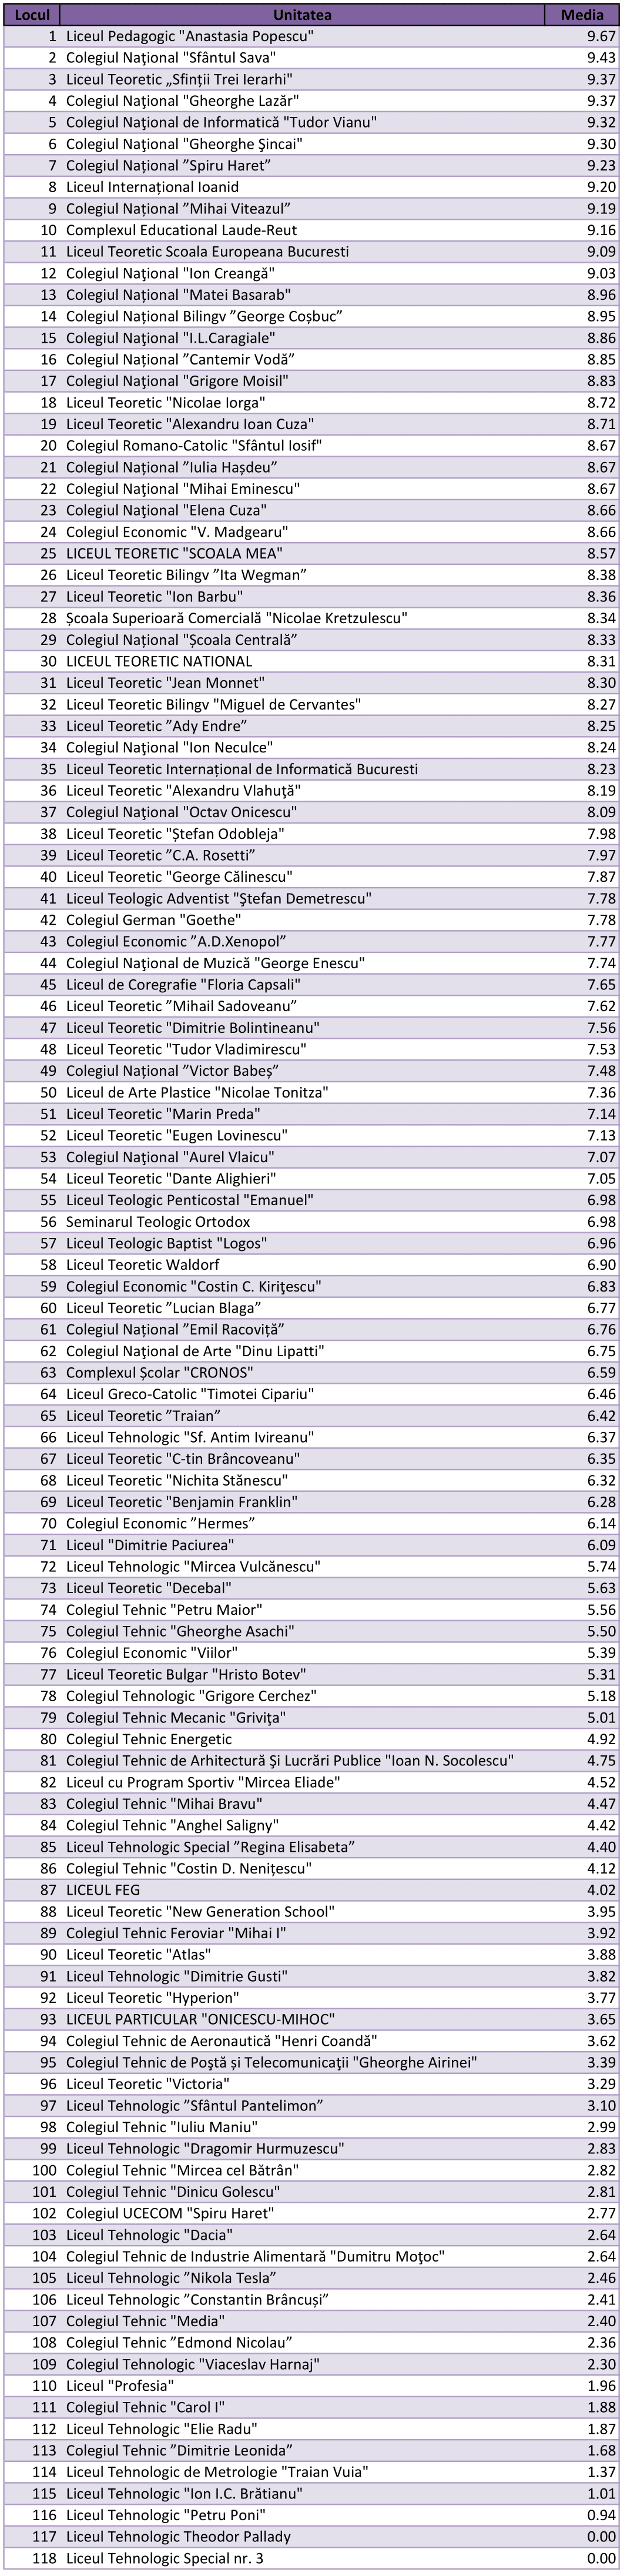 Locul Unitatea Media
1 Liceul Pedagogic "Anastasia Popescu" 9.67
2 Colegiul Naţional "Sfântul Sava" 9.43
3 Liceul Teoretic „Sfinții Trei Ierarhi" 9.37
4 Colegiul Naţional "Gheorghe Lazăr" 9.37
5 Colegiul Naţional de Informatică "Tudor Vianu" 9.32
6 Colegiul Naţional "Gheorghe Şincai" 9.30
7 Colegiul Național ”Spiru Haret” 9.23
8 Liceul Internațional Ioanid 9.20
9 Colegiul Național ”Mihai Viteazul” 9.19
10 Complexul Educational Laude-Reut 9.16
11 Liceul Teoretic Scoala Europeana Bucuresti 9.09
12 Colegiul Naţional "Ion Creangă" 9.03
13 Colegiul Național "Matei Basarab" 8.96
14 Colegiul Național Bilingv ”George Coșbuc” 8.95
15 Colegiul Naţional "I.L.Caragiale" 8.86
16 Colegiul Național ”Cantemir Vodă” 8.85
17 Colegiul Naţional "Grigore Moisil" 8.83
18 Liceul Teoretic "Nicolae Iorga" 8.72
19 Liceul Teoretic "Alexandru Ioan Cuza" 8.71
20 Colegiul Romano-Catolic "Sfântul Iosif" 8.67
21 Colegiul Național ”Iulia Hașdeu” 8.67
22 Colegiul Naţional "Mihai Eminescu" 8.67
23 Colegiul Naţional "Elena Cuza" 8.66
24 Colegiul Economic "V. Madgearu" 8.66
25 LICEUL TEORETIC "SCOALA MEA" 8.57
26 Liceul Teoretic Bilingv ”Ita Wegman” 8.38
27 Liceul Teoretic "Ion Barbu" 8.36
28 Școala Superioară Comercială "Nicolae Kretzulescu" 8.34
29 Colegiul Național ”Școala Centrală” 8.33
30 LICEUL TEORETIC NATIONAL 8.31
31 Liceul Teoretic "Jean Monnet" 8.30
32 Liceul Teoretic Bilingv "Miguel de Cervantes" 8.27
33 Liceul Teoretic ”Ady Endre” 8.25
34 Colegiul Naţional "Ion Neculce" 8.24
35 Liceul Teoretic Internațional de Informatică Bucuresti 8.23
36 Liceul Teoretic "Alexandru Vlahuţă" 8.19
37 Colegiul Naţional "Octav Onicescu" 8.09
38 Liceul Teoretic "Ștefan Odobleja" 7.98
39 Liceul Teoretic ”C.A. Rosetti” 7.97
40 Liceul Teoretic "George Călinescu" 7.87
41 Liceul Teologic Adventist "Ştefan Demetrescu" 7.78
42 Colegiul German "Goethe" 7.78
43 Colegiul Economic ”A.D.Xenopol” 7.77
44 Colegiul Naţional de Muzică "George Enescu" 7.74
45 Liceul de Coregrafie "Floria Capsali" 7.65
46 Liceul Teoretic ”Mihail Sadoveanu” 7.62
47 Liceul Teoretic "Dimitrie Bolintineanu" 7.56
48 Liceul Teoretic "Tudor Vladimirescu" 7.53
49 Colegiul Național ”Victor Babeș” 7.48
50 Liceul de Arte Plastice "Nicolae Tonitza" 7.36
51 Liceul Teoretic "Marin Preda" 7.14
52 Liceul Teoretic "Eugen Lovinescu" 7.13
53 Colegiul Naţional "Aurel Vlaicu" 7.07
54 Liceul Teoretic "Dante Alighieri" 7.05
55 Liceul Teologic Penticostal "Emanuel" 6.98
56 Seminarul Teologic Ortodox 6.98
57 Liceul Teologic Baptist "Logos" 6.96
58 Liceul Teoretic Waldorf 6.90
59 Colegiul Economic "Costin C. Kiriţescu" 6.83
60 Liceul Teoretic ”Lucian Blaga” 6.77
61 Colegiul Național ”Emil Racoviță” 6.76
62 Colegiul Naţional de Arte "Dinu Lipatti" 6.75
63 Complexul Școlar "CRONOS" 6.59
64 Liceul Greco-Catolic "Timotei Cipariu" 6.46
65 Liceul Teoretic ”Traian” 6.42
66 Liceul Tehnologic "Sf. Antim Ivireanu" 6.37
67 Liceul Teoretic "C-tin Brâncoveanu" 6.35
68 Liceul Teoretic "Nichita Stănescu" 6.32
69 Liceul Teoretic "Benjamin Franklin" 6.28
70 Colegiul Economic ”Hermes” 6.14
71 Liceul "Dimitrie Paciurea" 6.09
72 Liceul Tehnologic "Mircea Vulcănescu" 5.74
73 Liceul Teoretic "Decebal" 5.63
74 Colegiul Tehnic "Petru Maior" 5.56
75 Colegiul Tehnic "Gheorghe Asachi" 5.50
76 Colegiul Economic "Viilor" 5.39
77 Liceul Teoretic Bulgar "Hristo Botev" 5.31
78 Colegiul Tehnologic "Grigore Cerchez" 5.18
79 Colegiul Tehnic Mecanic "Griviţa" 5.01
80 Colegiul Tehnic Energetic 4.92
81 Colegiul Tehnic de Arhitectură Şi Lucrări Publice "Ioan N. Socolescu" 4.75
82 Liceul cu Program Sportiv "Mircea Eliade" 4.52
83 Colegiul Tehnic "Mihai Bravu" 4.47
84 Colegiul Tehnic "Anghel Saligny" 4.42
85 Liceul Tehnologic Special ”Regina Elisabeta” 4.40
86 Colegiul Tehnic "Costin D. Nenițescu" 4.12
87 LICEUL FEG 4.02
88 Liceul Teoretic "New Generation School" 3.95
89 Colegiul Tehnic Feroviar "Mihai I" 3.92
90 Liceul Teoretic "Atlas" 3.88
91 Liceul Tehnologic "Dimitrie Gusti" 3.82
92 Liceul Teoretic "Hyperion" 3.77
93 LICEUL PARTICULAR "ONICESCU-MIHOC" 3.65
94 Colegiul Tehnic de Aeronautică "Henri Coandă" 3.62
95 Colegiul Tehnic de Poştă și Telecomunicaţii "Gheorghe Airinei" 3.39
96 Liceul Teoretic "Victoria" 3.29
97 Liceul Tehnologic ”Sfântul Pantelimon” 3.10
98 Colegiul Tehnic "Iuliu Maniu" 2.99
99 Liceul Tehnologic "Dragomir Hurmuzescu" 2.83
100 Colegiul Tehnic "Mircea cel Bătrân" 2.82
101 Colegiul Tehnic "Dinicu Golescu" 2.81
102 Colegiul UCECOM "Spiru Haret" 2.77
103 Liceul Tehnologic "Dacia" 2.64
104 Colegiul Tehnic de Industrie Alimentară "Dumitru Moţoc" 2.64
105 Liceul Tehnologic ”Nikola Tesla” 2.46
106 Liceul Tehnologic ”Constantin Brâncuși” 2.41
107 Colegiul Tehnic "Media" 2.40
108 Colegiul Tehnic ”Edmond Nicolau” 2.36
109 Colegiul Tehnologic "Viaceslav Harnaj" 2.30
110 Liceul "Profesia" 1.96
111 Colegiul Tehnic "Carol I" 1.88
112 Liceul Tehnologic "Elie Radu" 1.87
113 Colegiul Tehnic ”Dimitrie Leonida” 1.68
114 Liceul Tehnologic de Metrologie "Traian Vuia" 1.37
115 Liceul Tehnologic "Ion I.C. Brătianu" 1.01
116 Liceul Tehnologic "Petru Poni" 0.94
117 Liceul Tehnologic Theodor Pallady 0.00
118 Liceul Tehnologic Special nr. 3 0.00